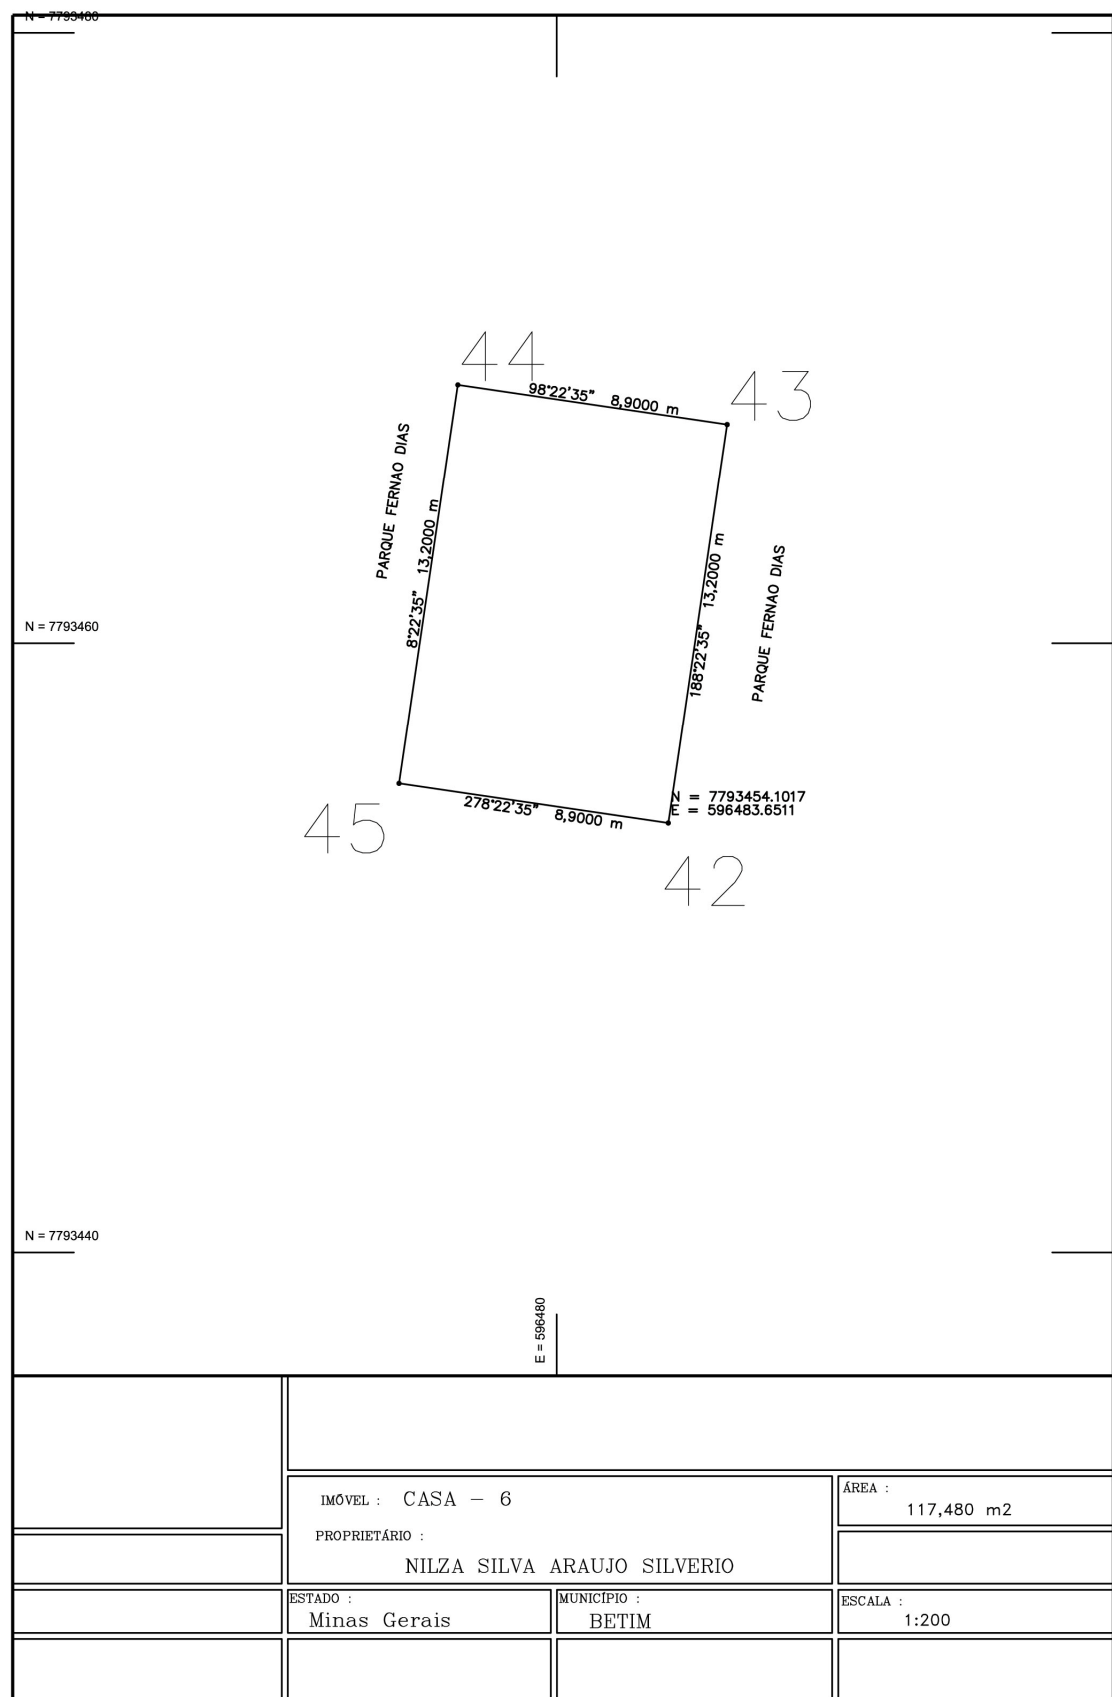 N = 7793480
44
98°22'35" 8,9000 m
43
PARQUE FERNAO DIAS
13,2000 m
8°22'35"
13,2000 m
188°22'35"
PARQUE FERNAO DIAS
N = 7793460
45
278°22'35" 8,9000 m
N = 7793454.1017
E = 596483.6511
42
N = 7793440
E = 596480
IMÓVEL : CASA - 6
ÁREA :
117,480 m2
PROPRIETÁRIO :
NILZA SILVA ARAUJO SILVERIO
ESTADO :
Minas Gerais
MUNICÍPIO :
BETIM
ESCALA :
1:200